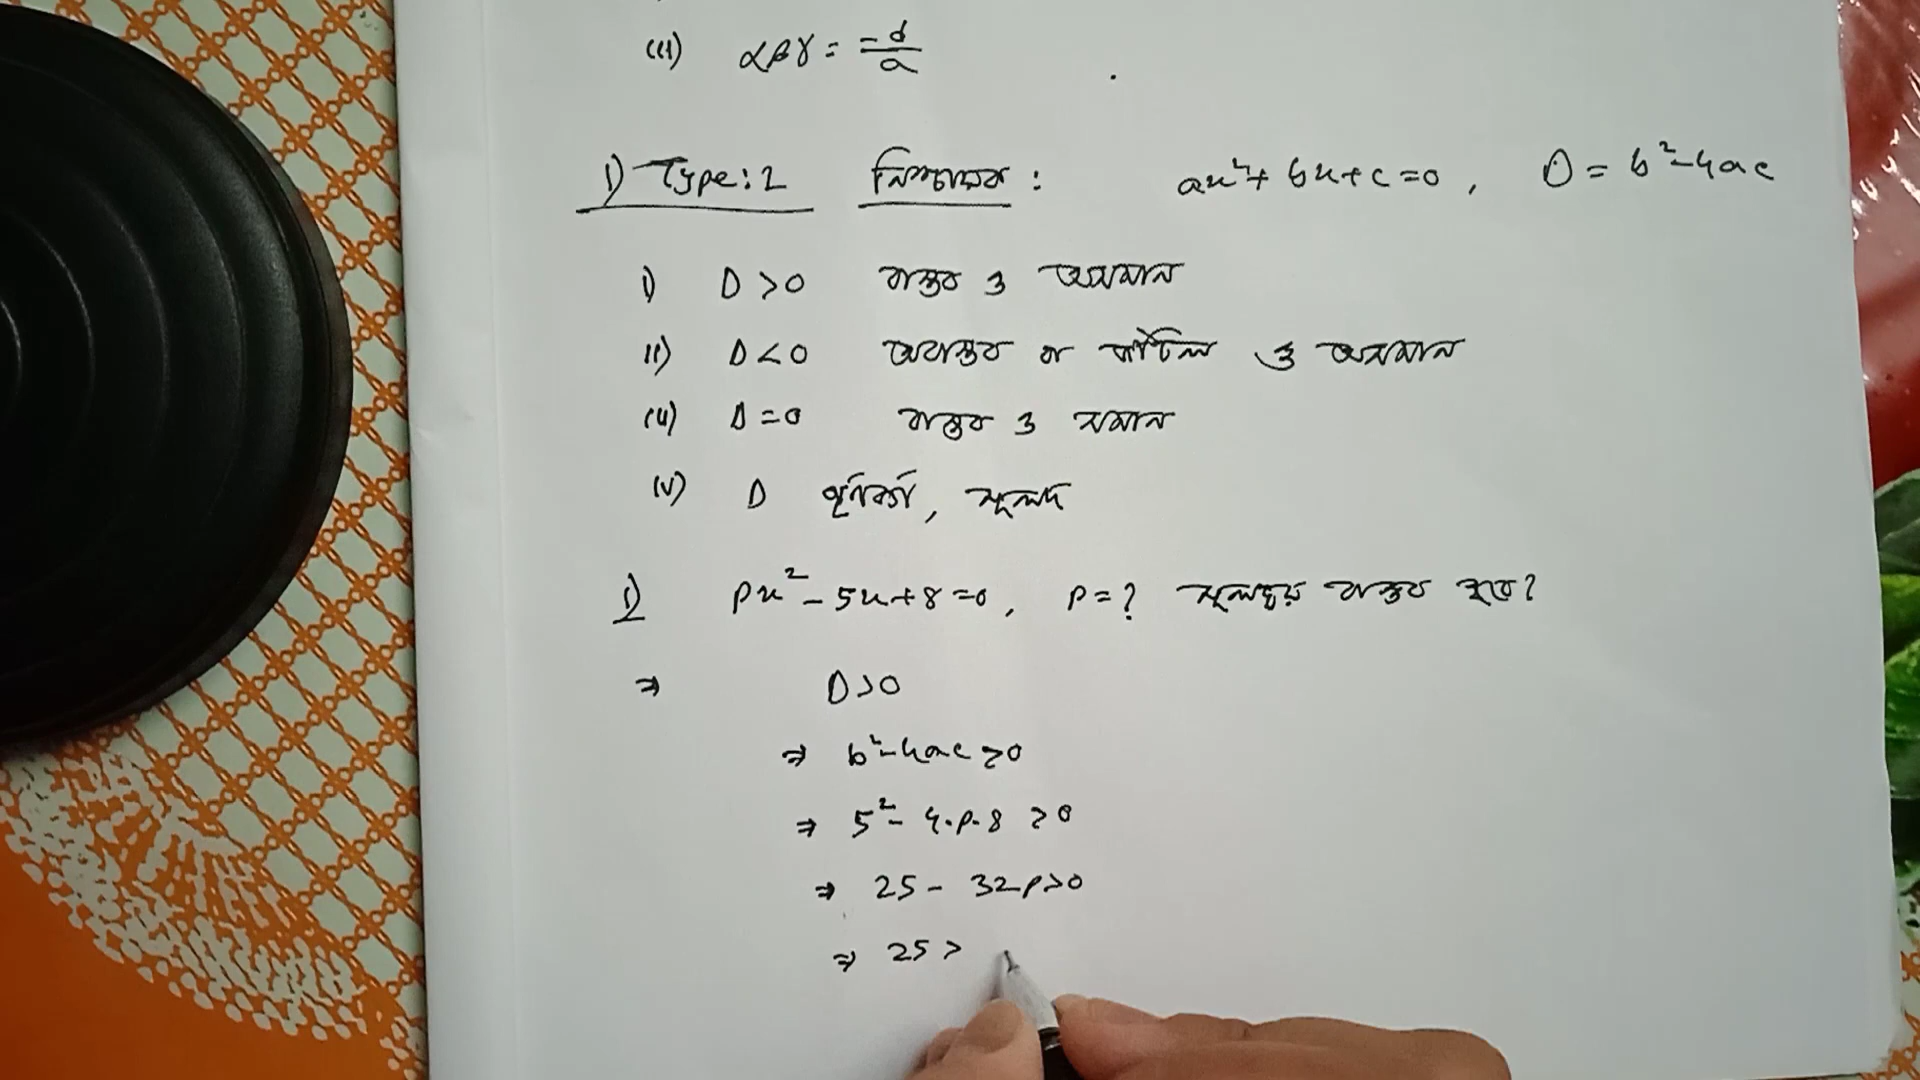 (iii) αβγ = -d/a
1) Type: 2 নিশ্চায়ক : ax²+ bx+c=0, D = b²-4ac
i) D > 0 বাস্তব ও অসমান
ii) D < 0 অবাস্তব বা জটিল ও অসমান
(iii) D = 0 বাস্তব ও সমান
(iv) D পূর্ণবর্গ, মূলদ
1) px² - 5x+8=0, P=? মূলদ্বয় বাস্তব হবে?
⇒ D>0
⇒ b²-4ac >0
⇒ 5²- 4.p.8 >0
⇒ 25 - 32p>0
⇒ 25 >